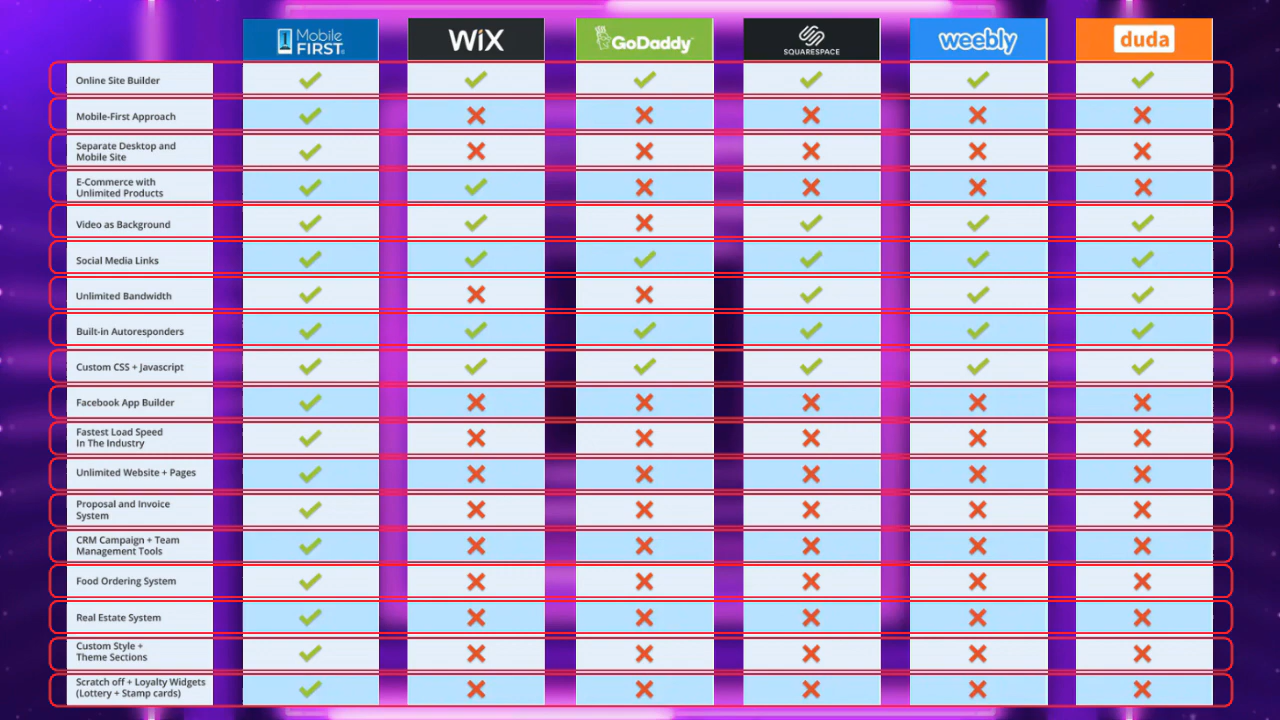 Mobile FIRST WiX GoDaddy SQUARESPACE weebly duda
Online Site Builder
Mobile-First Approach
Separate Desktop and
Mobile Site
E-Commerce with
Unlimited Products
Video as Background
Social Media Links
Unlimited Bandwidth
Built-in Autoresponders
Custom CSS + Javascript
Facebook App Builder
Fastest Load Speed
In The Industry
Unlimited Website + Pages
Proposal and Invoice
System
CRM Campaign + Team
Management Tools
Food Ordering System
Real Estate System
Custom Style +
Theme Sections
Scratch off + Loyalty Widgets
(Lottery + Stamp cards)